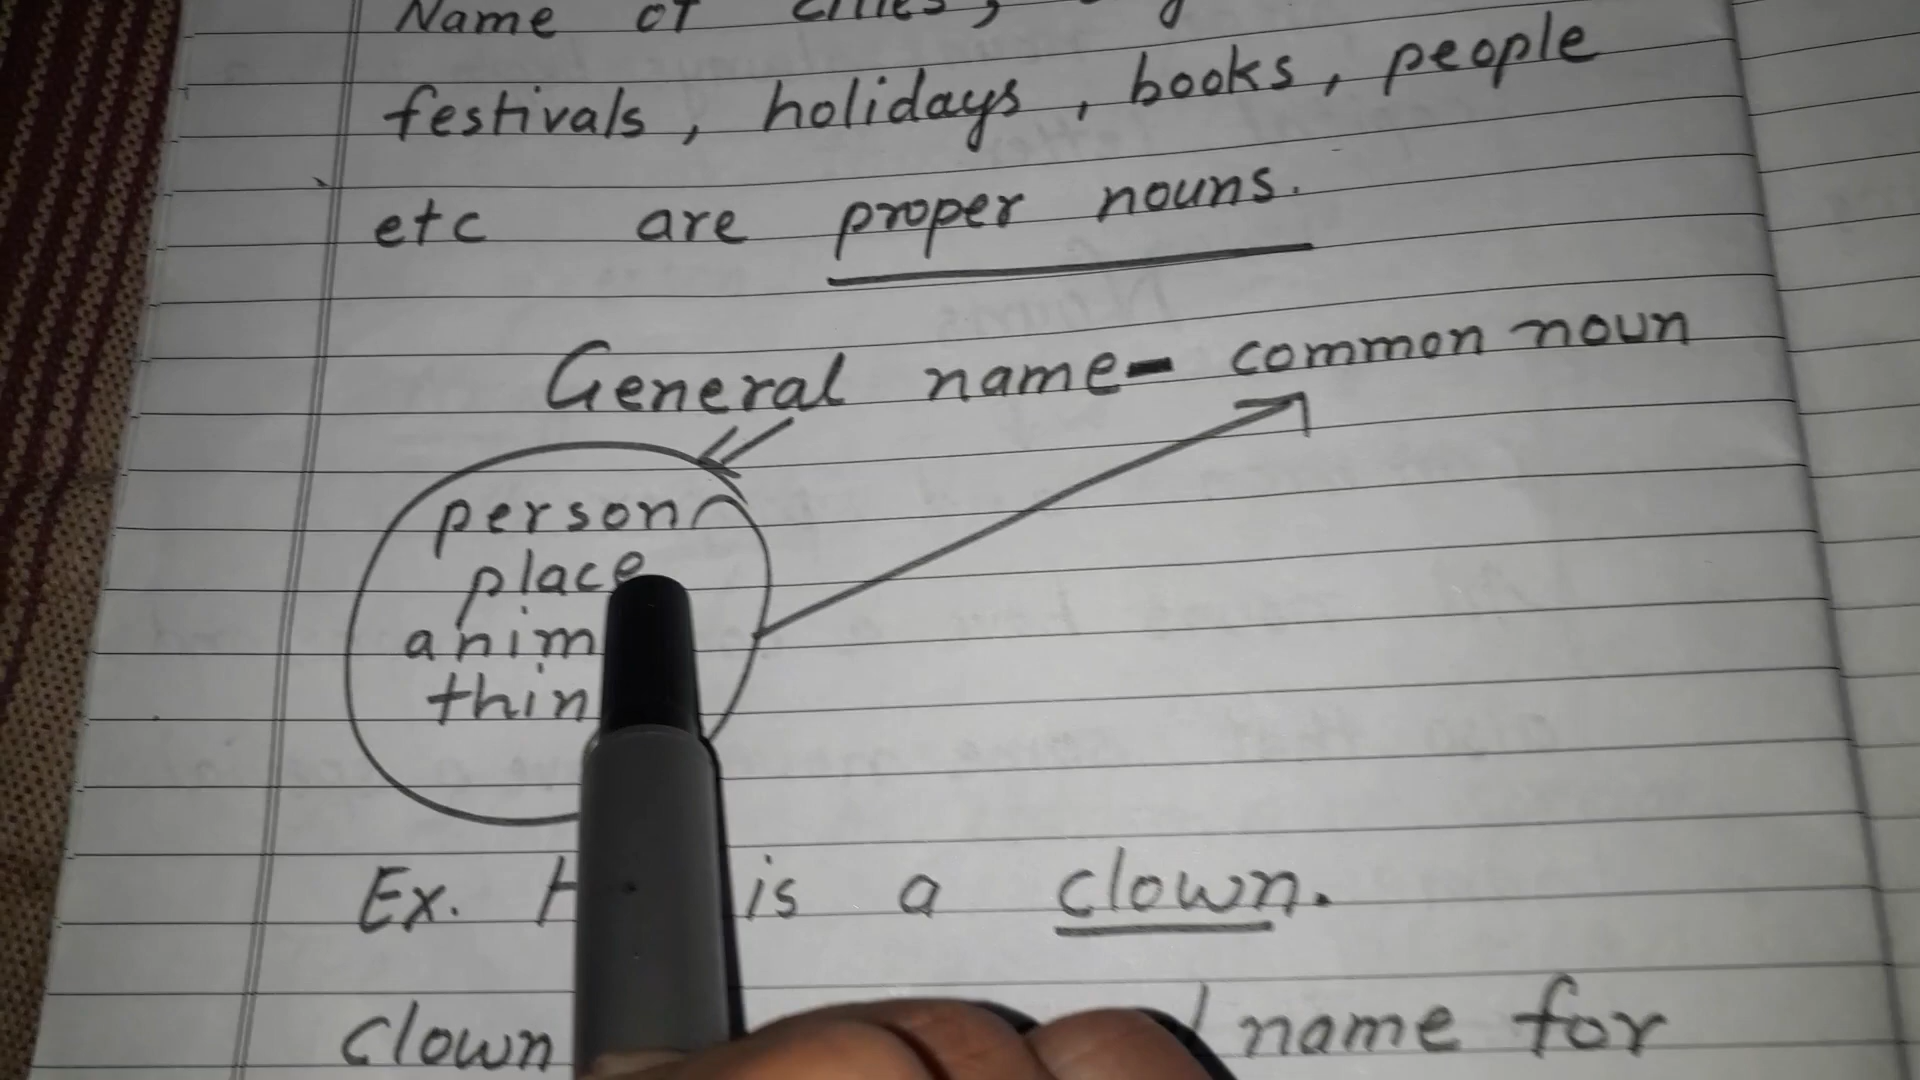 Name of cities,
festivals, holidays, books, people
etc are proper nouns.
General name - common noun
person
place
anim
thin
Ex. H is a clown.
Clown name for